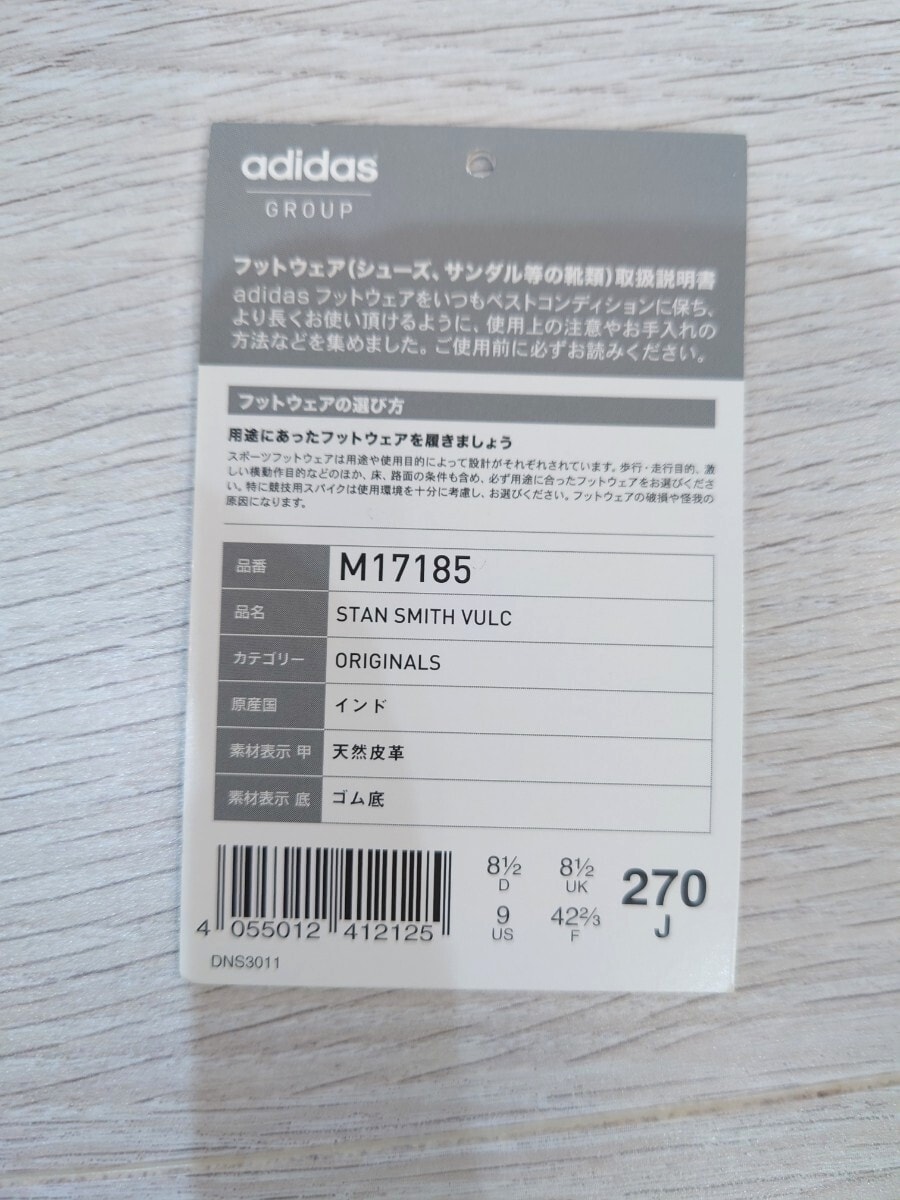 adidas
GROUP
フットウェア(シューズ、サンダル等の靴類)取扱説明書
adidas フットウェアをいつもベストコンディションに保ち、
より長くお使い頂けるように、使用上の注意やお手入れの
方法などを集めました。ご使用前に必ずお読みください。
フットウェアの選び方
用途にあったフットウェアを履きましょう
スポーツフットウェアは用途や使用目的によって設計がそれぞれされています。歩行・走行目的、激
しい横動作目的などのほか、床、路面の条件も含め、必ず用途に合ったフットウェアをお選びくださ
い。特に競技用スパイクは使用環境を十分に考慮し、お選びください。フットウェアの破損や怪我の
原因になります。
品番 M17185
品名 STAN SMITH VULC
カテゴリー ORIGINALS
原産国 インド
素材表示 甲 天然皮革
素材表示 底 ゴム底
8½ D 8½ UK
9 US 42⅔ F
270 J
4 055012 412125
DNS3011